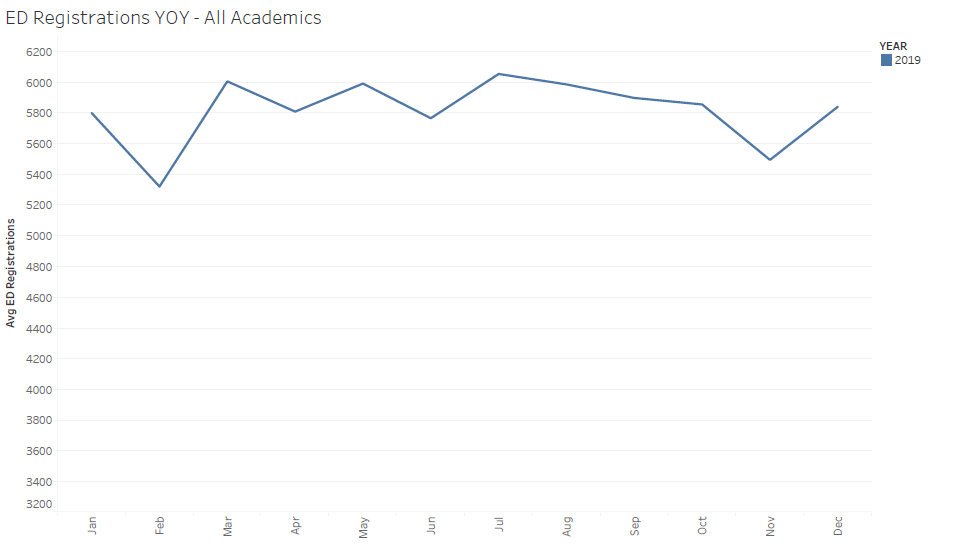 ED Registrations YOY - All Academics
YEAR
2019
Avg ED Registrations
6200
6000
5800
5600
5400
5200
5000
4800
4600
4400
4200
4000
3800
3600
3400
3200
Jan
Feb
Mar
Apr
May
Jun
Jul
Aug
Sep
Oct
Nov
Dec